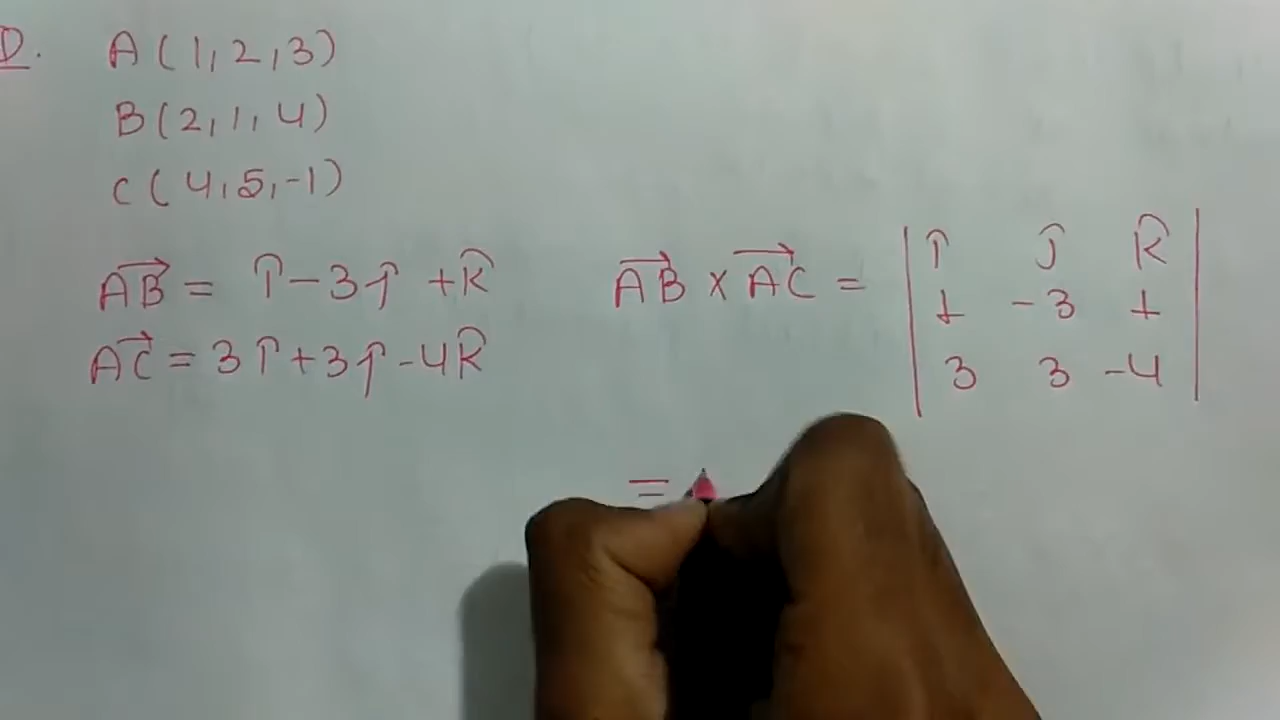 D. A(1,2,3)
B(2,1,4)
C(4,5,-1)
AB⃗ = î-3ĵ+k̂
AC⃗ = 3î+3ĵ-4k̂
AB⃗ × AC⃗ = | î ĵ k̂ |
| 1 -3 1 |
| 3 3 -4 |
=